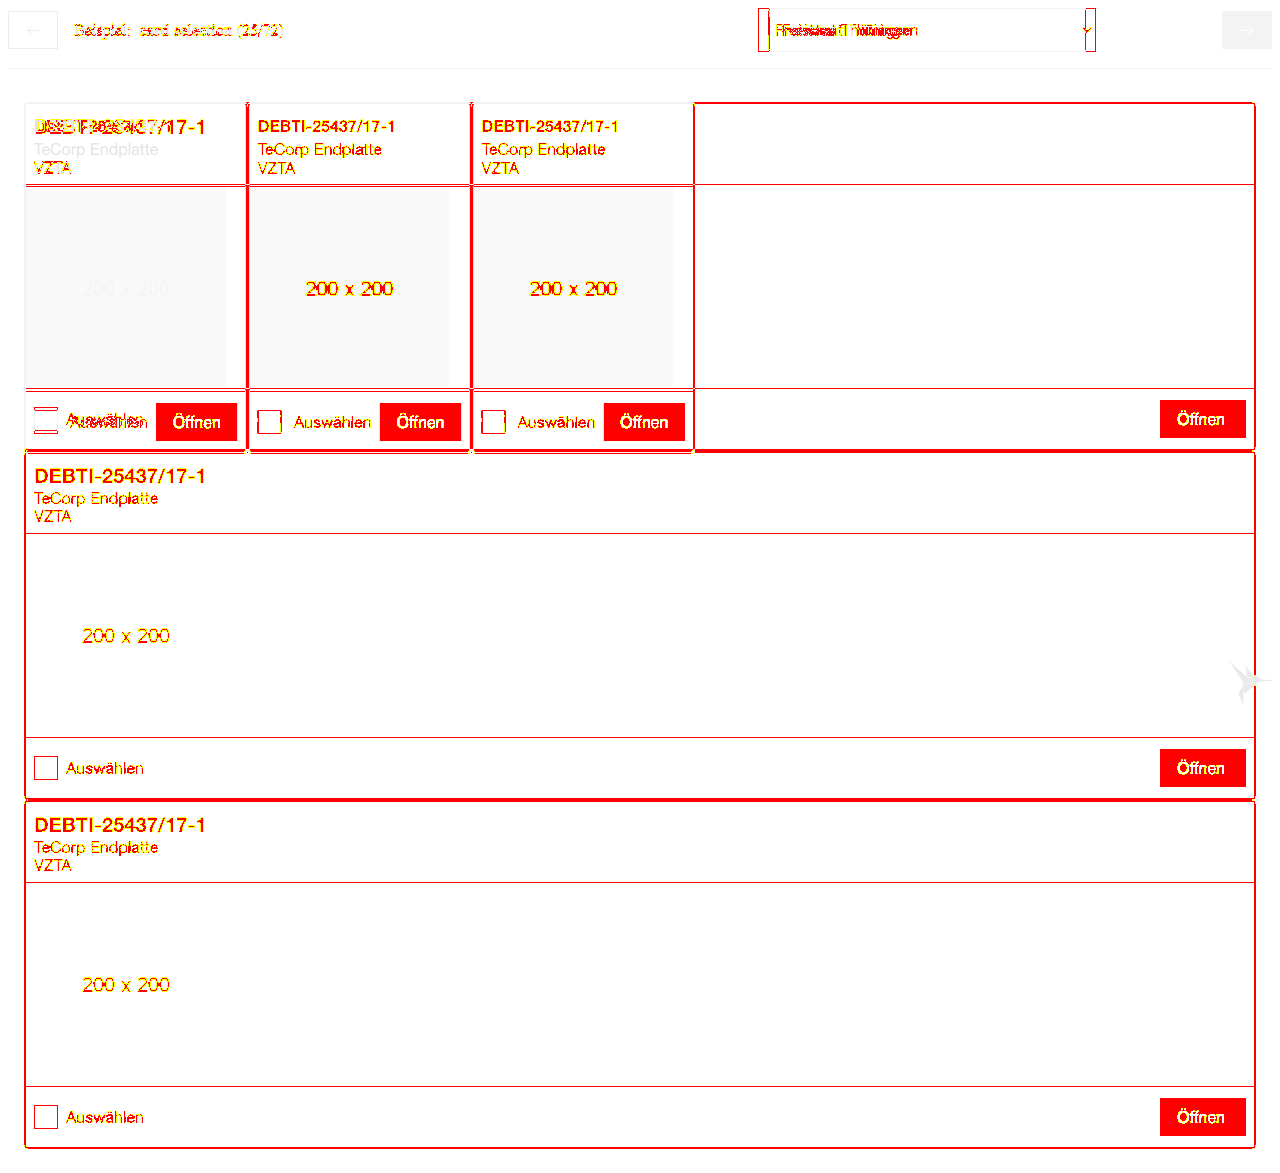 ←
Beispiel: card selection (23/72)
Freistaat Thüringen
→
DEBTI-25437/17-1 DEBTI-25437/17-1 DEBTI-25437/17-1
TeCorp Endplatte TeCorp Endplatte TeCorp Endplatte
VZTA VZTA VZTA
200 x 200 200 x 200 200 x 200
Auswählen Öffnen Auswählen Öffnen Auswählen Öffnen Öffnen
DEBTI-25437/17-1
TeCorp Endplatte
VZTA
200 x 200
Auswählen Öffnen
DEBTI-25437/17-1
TeCorp Endplatte
VZTA
200 x 200
Auswählen Öffnen